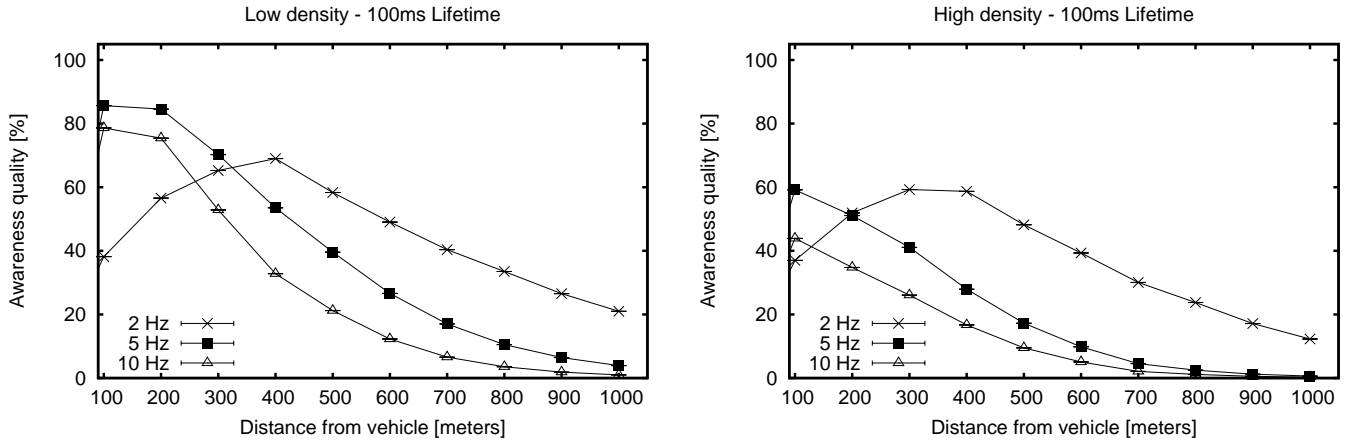 Low density - 100ms Lifetime
Awareness quality [%]
100
80
60
40
20
0
2 Hz
5 Hz
10 Hz
100 200 300 400 500 600 700 800 900 1000
Distance from vehicle [meters]
High density - 100ms Lifetime
Awareness quality [%]
100
80
60
40
20
0
2 Hz
5 Hz
10 Hz
100 200 300 400 500 600 700 800 900 1000
Distance from vehicle [meters]